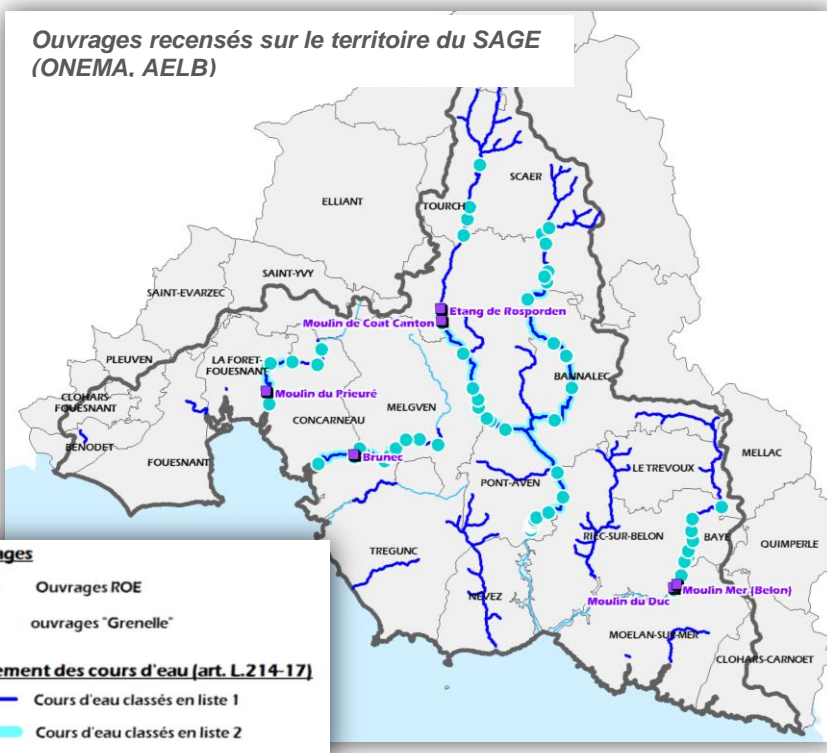 Ouvrages recensés sur le territoire du SAGE
(ONEMA, AELB)
SCAER
ELLIANT
TOURCH
SAINT-YVY
SAINT-EVARZEC
Etang de Rosporden
Moulin de Coat Canton
PLEUVEN
LA FORET-
FOUESNANT
BANNALEC
CLOHARS-
FOUESNANT
Moulin du Prieuré
CONCARNEAU
MELGVEN
BENODET
FOUESNANT
Brunec
MELLAC
LE TREVOUX
PONT-AVEN
RIEC-SUR-BELON
BAYE
QUIMPERLE
TREGUNC
NEVEZ
Moulin du Duc
Moulin Mer (Belon)
MOELAN-SUR-MER
CLOHARS-CARNOET
ages
Ouvrages ROE
ouvrages "Grenelle"
ement des cours d'eau (art. L.214-17)
Cours d'eau classés en liste 1
Cours d'eau classés en liste 2